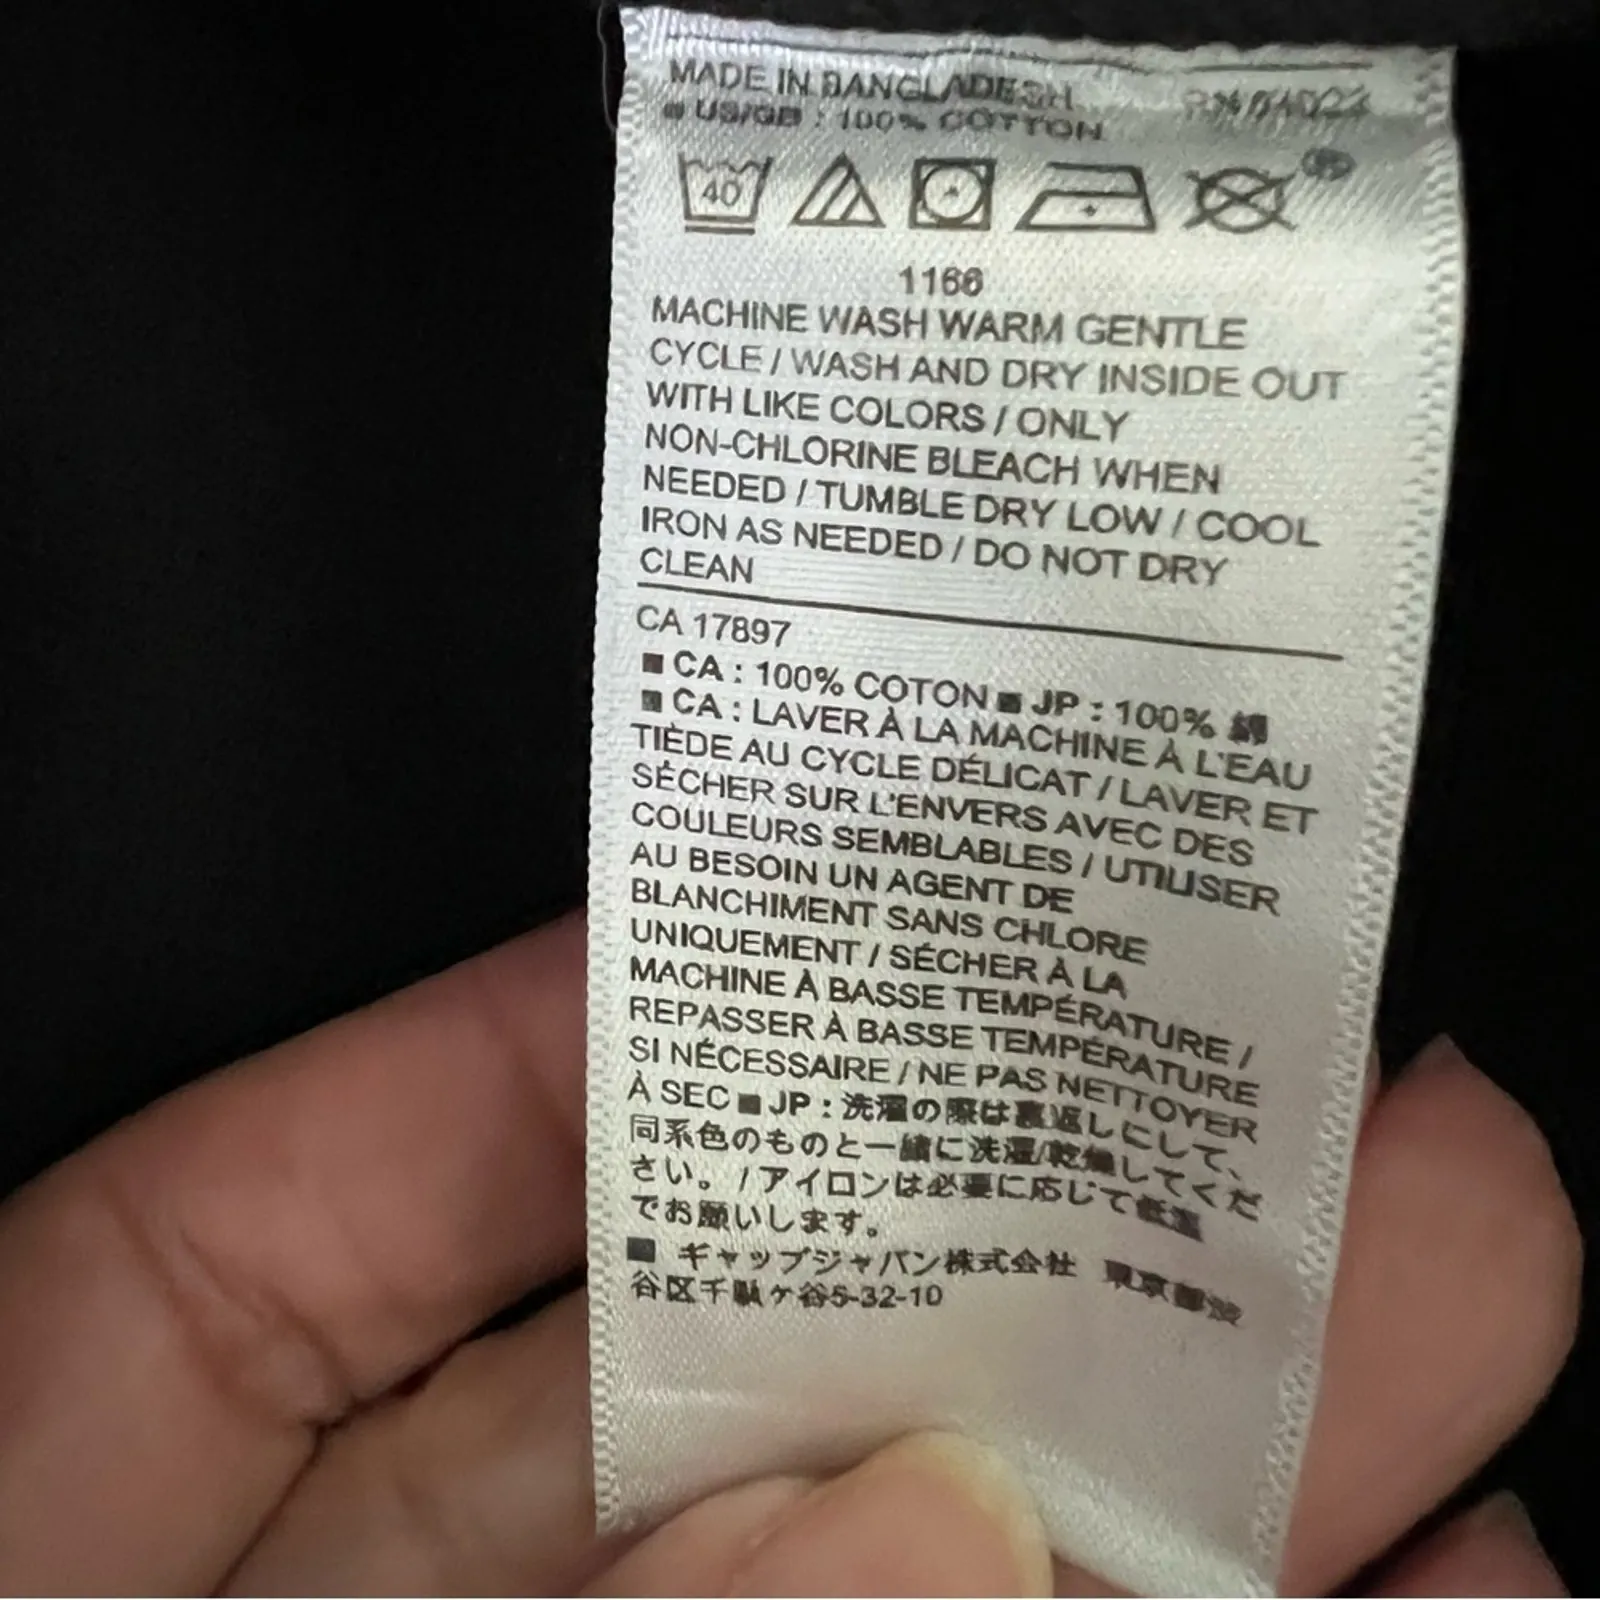 MADE IN BANGLADESH
■ US/GB : 100% COTTON
40
1166
MACHINE WASH WARM GENTLE
CYCLE / WASH AND DRY INSIDE OUT
WITH LIKE COLORS / ONLY
NON-CHLORINE BLEACH WHEN
NEEDED / TUMBLE DRY LOW / COOL
IRON AS NEEDED / DO NOT DRY
CLEAN
CA 17897
■ CA : 100% COTON ■ JP : 100% 綿
■ CA : LAVER À LA MACHINE À L'EAU
TIÈDE AU CYCLE DÉLICAT / LAVER ET
SÉCHER SUR L'ENVERS AVEC DES
COULEURS SEMBLABLES / UTILISER
AU BESOIN UN AGENT DE
BLANCHIMENT SANS CHLORE
UNIQUEMENT / SÉCHER À LA
MACHINE À BASSE TEMPÉRATURE /
REPASSER À BASSE TEMPÉRATURE
SI NÉCESSAIRE / NE PAS NETTOYER
À SEC ■ JP : 洗濯の際は裏返しにして、
同系色のものと一緒に洗濯/乾燥してくだ
さい。 / アイロンは必要に応じて低温
でお願いします。
■ ギャップジャパン株式会社 東京都渋
谷区千駄ヶ谷5-32-10